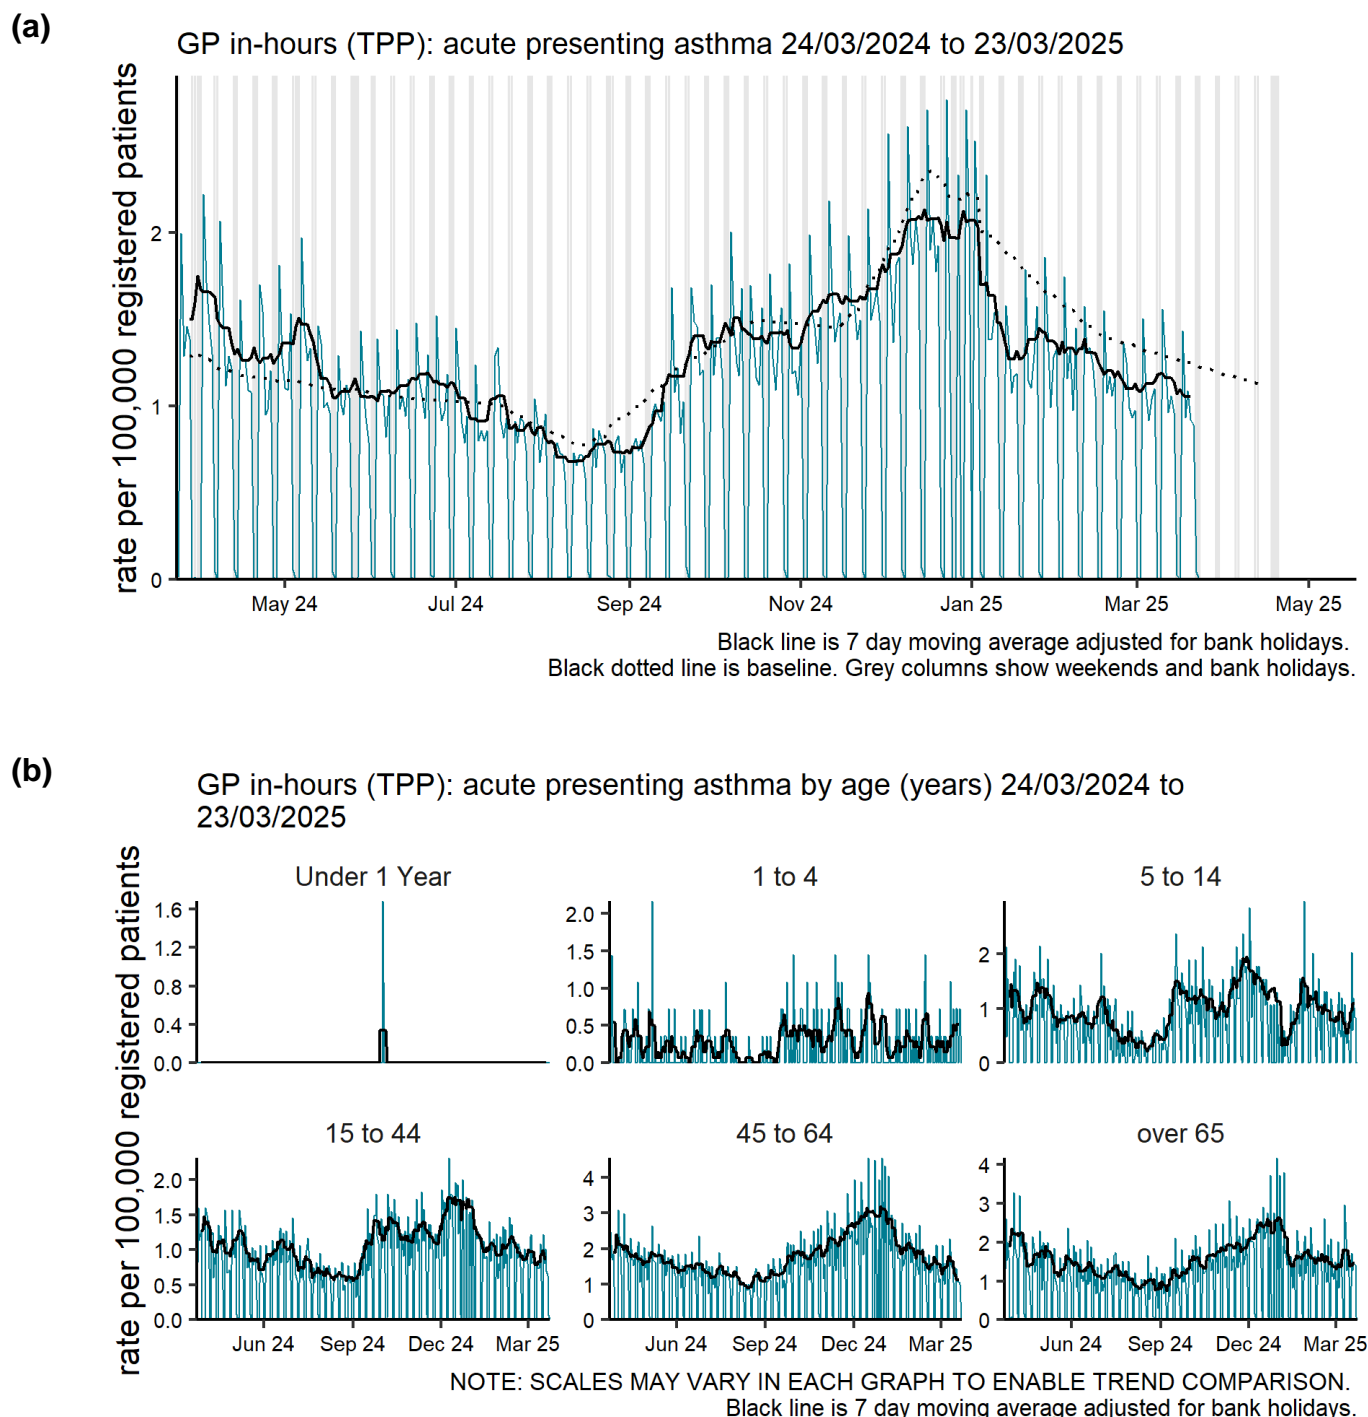 (a)
GP in-hours (TPP): acute presenting asthma 24/03/2024 to 23/03/2025
rate per 100,000 registered patients
2
1
0
May 24
Jul 24
Sep 24
Nov 24
Jan 25
Mar 25
May 25
Black line is 7 day moving average adjusted for bank holidays.
Black dotted line is baseline. Grey columns show weekends and bank holidays.
(b)
GP in-hours (TPP): acute presenting asthma by age (years) 24/03/2024 to
23/03/2025
rate per 100,000 registered patients
Under 1 Year
1.6
1.2
0.8
0.4
0.0
1 to 4
2.0
1.5
1.0
0.5
0.0
5 to 14
2
1
0
15 to 44
2.0
1.5
1.0
0.5
0.0
Jun 24
Sep 24
Dec 24
Mar 25
45 to 64
4
3
2
1
0
Jun 24
Sep 24
Dec 24
Mar 25
over 65
4
3
2
1
0
Jun 24
Sep 24
Dec 24
Mar 25
NOTE: SCALES MAY VARY IN EACH GRAPH TO ENABLE TREND COMPARISON.
Black line is 7 day moving average adjusted for bank holidays.